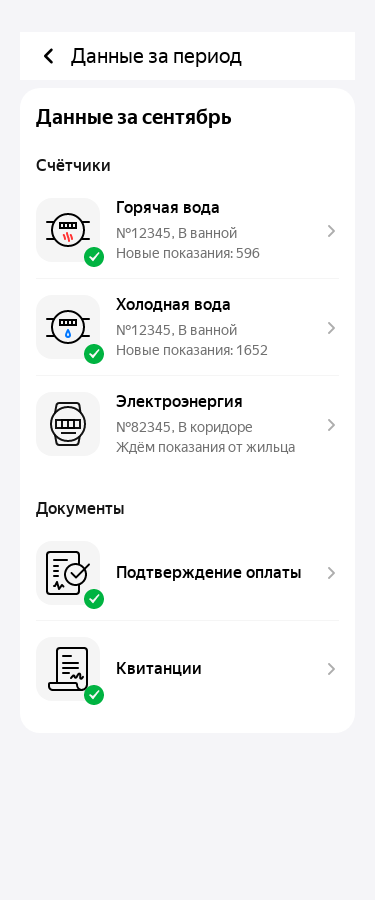 Данные за период
Данные за сентябрь
Счётчики
Горячая вода
№12345, В ванной
Новые показания: 596
Холодная вода
№12345, В ванной
Новые показания: 1652
Электроэнергия
№82345, В коридоре
Ждём показания от жильца
Документы
Подтверждение оплаты
Квитанции